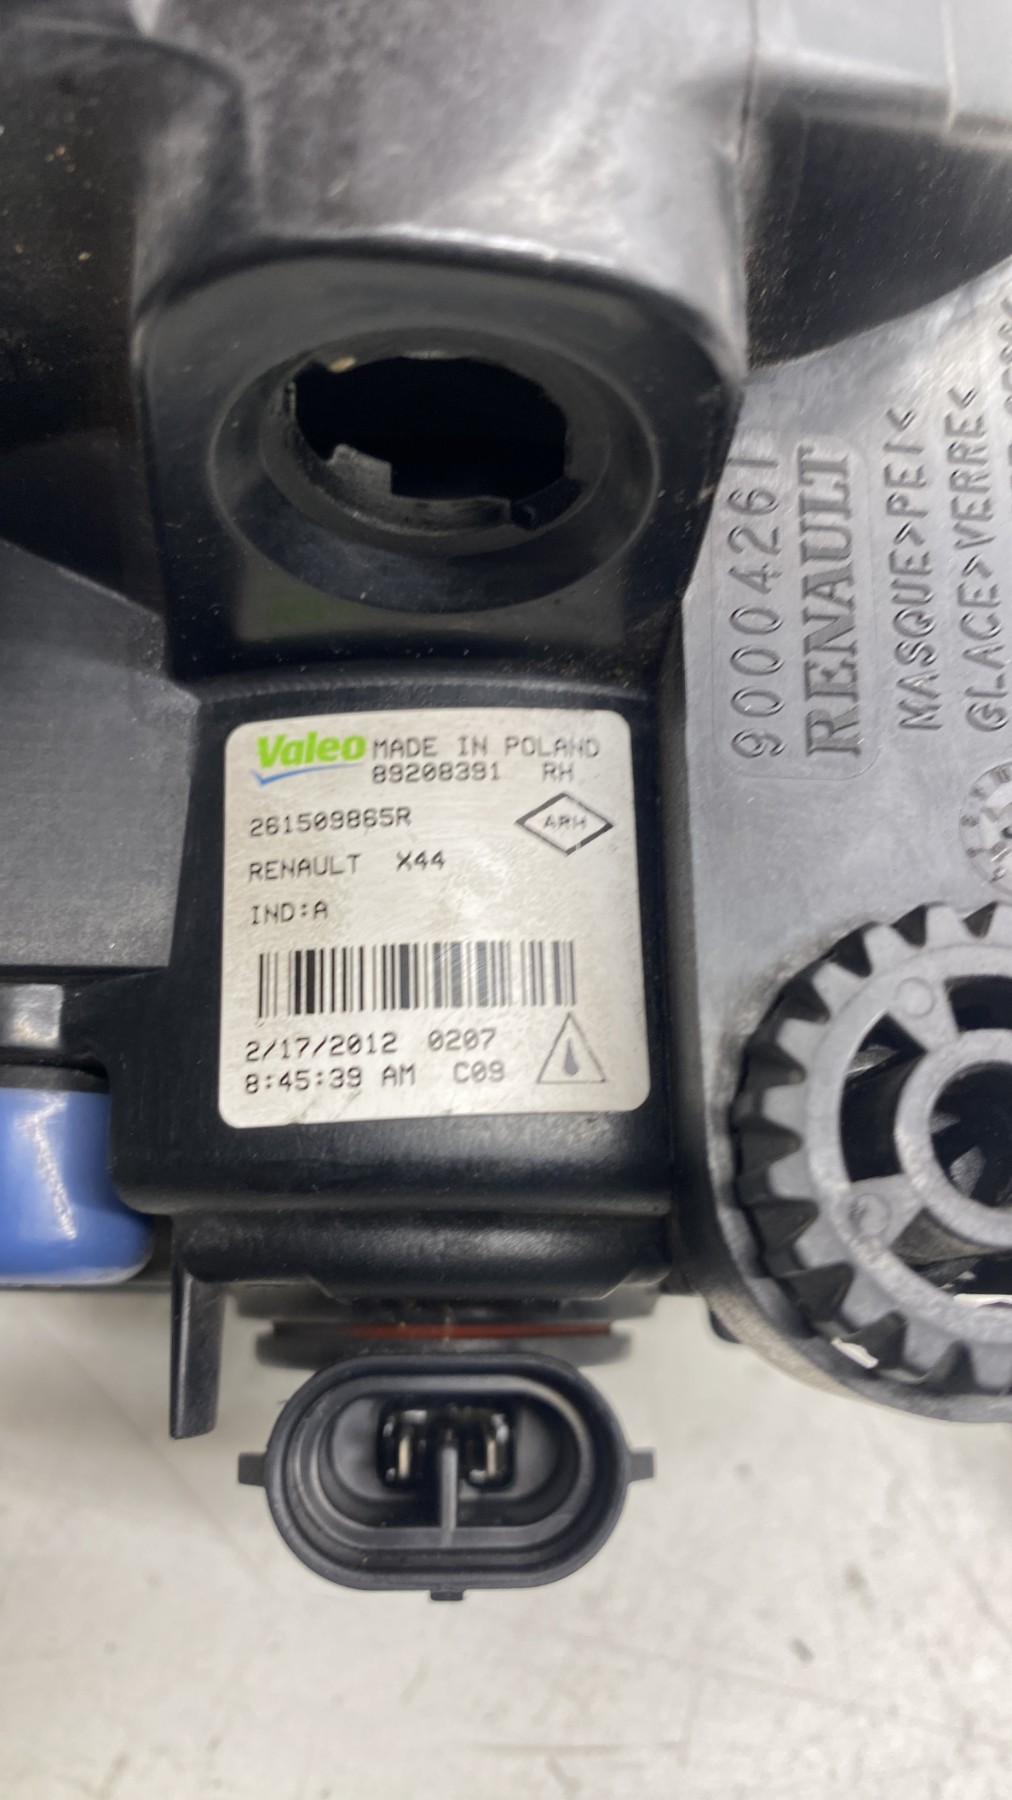 Valeo MADE IN POLAND
89208391 RH
261509865R
ARH
RENAULT X44
IND:A
2/17/2012 0207
8:45:39 AM C09
90004261
RENAULT
MASQUE>PEI<
GLACE>VERRE<